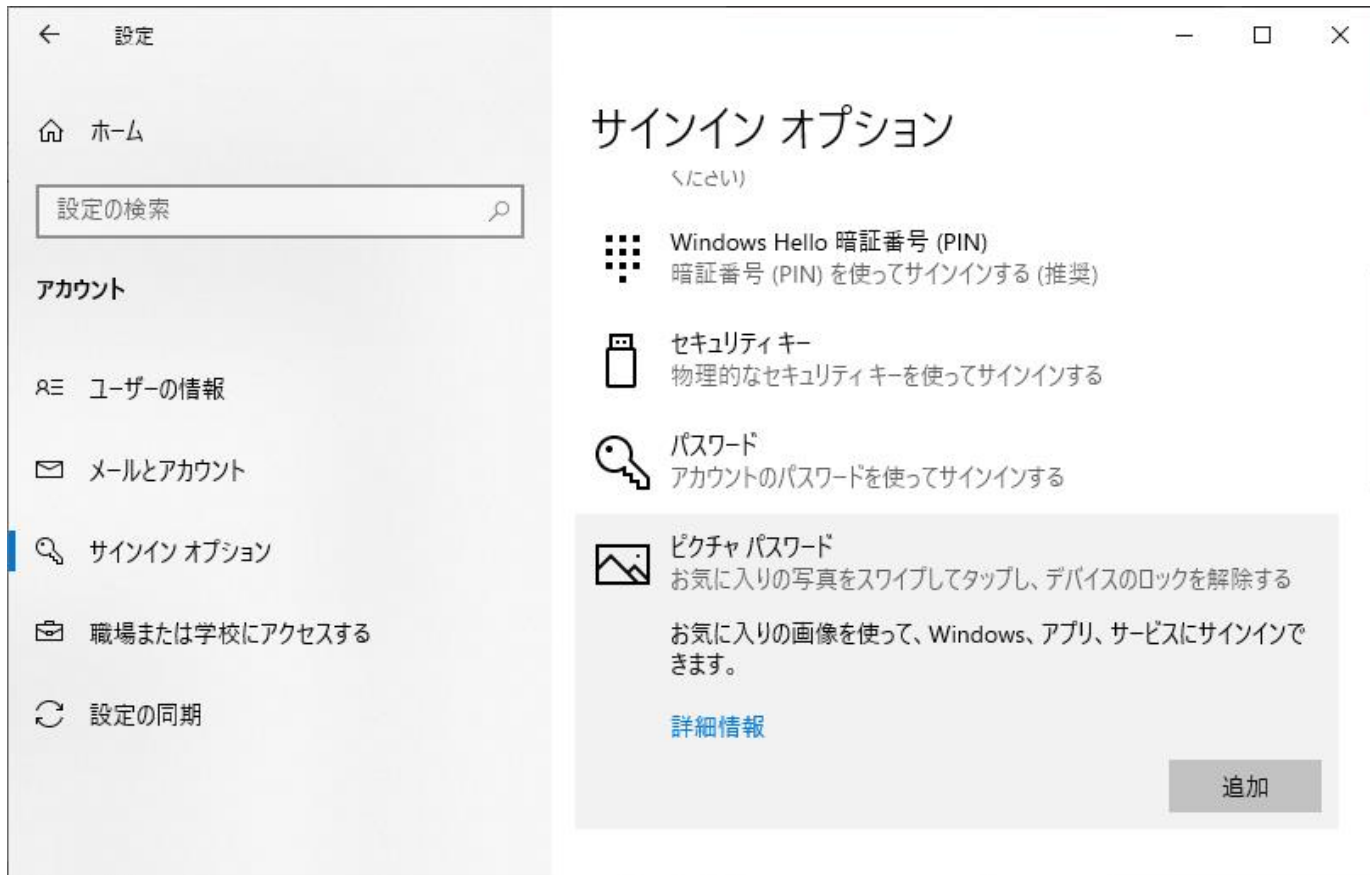 設定
ホーム
設定の検索
アカウント
ユーザーの情報
メールとアカウント
サインイン オプション
職場または学校にアクセスする
設定の同期
サインイン オプション
ください)
Windows Hello 暗証番号 (PIN)
暗証番号 (PIN) を使ってサインインする (推奨)
セキュリティ キー
物理的なセキュリティ キーを使ってサインインする
パスワード
アカウントのパスワードを使ってサインインする
ピクチャ パスワード
お気に入りの写真をスワイプしてタップし、デバイスのロックを解除する
お気に入りの画像を使って、Windows、アプリ、サービスにサインインで
きます。
詳細情報
追加